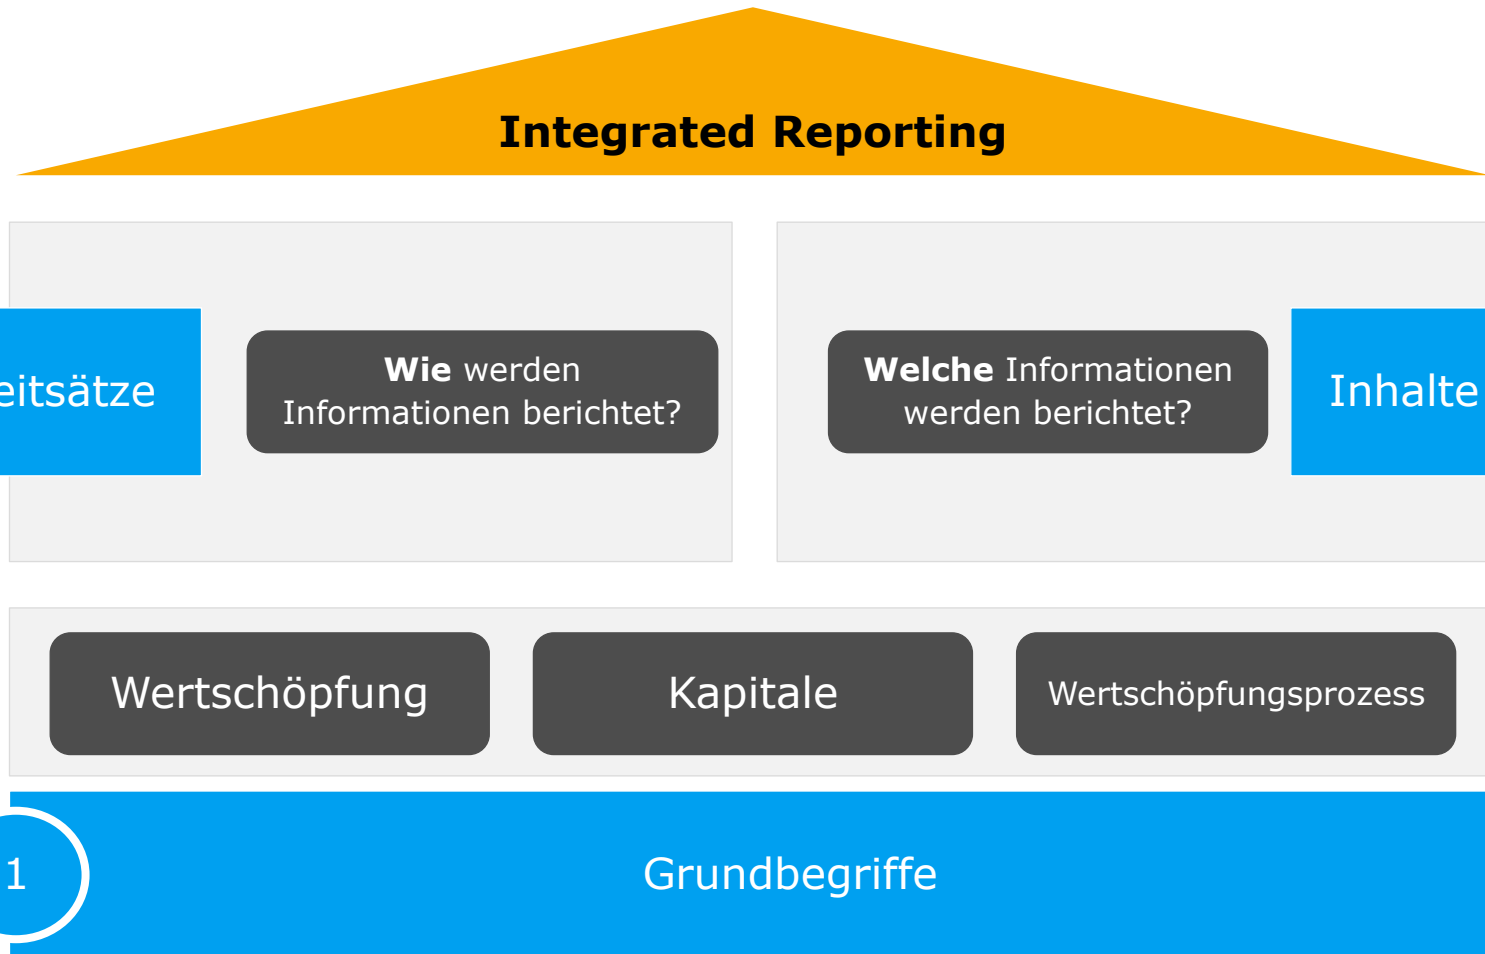 Integrated Reporting
eitsätze
Wie werden
Informationen berichtet?
Welche Informationen
werden berichtet?
Inhalte
Wertschöpfung
Kapitale
Wertschöpfungsprozess
1
Grundbegriffe